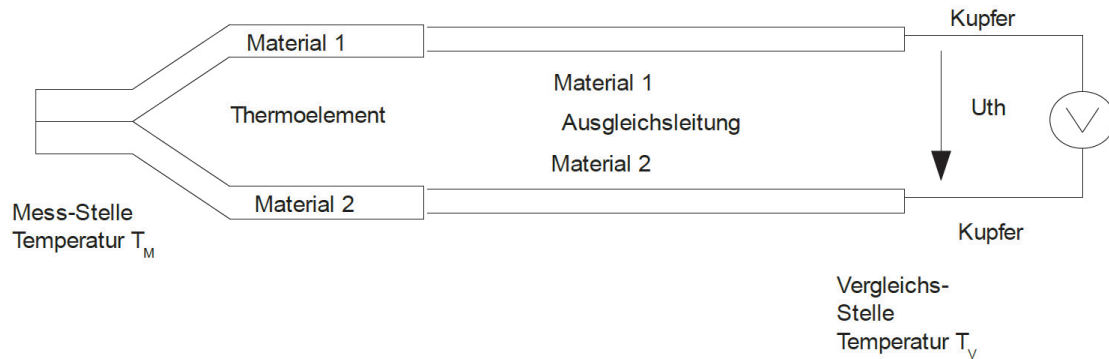 Kupfer
Material 1
Material 1
Thermoelement
Ausgleichsleitung
Uth
V
Material 2
Material 2
Mess-Stelle
Temperatur TM
Kupfer
Vergleichs-
Stelle
Temperatur TV